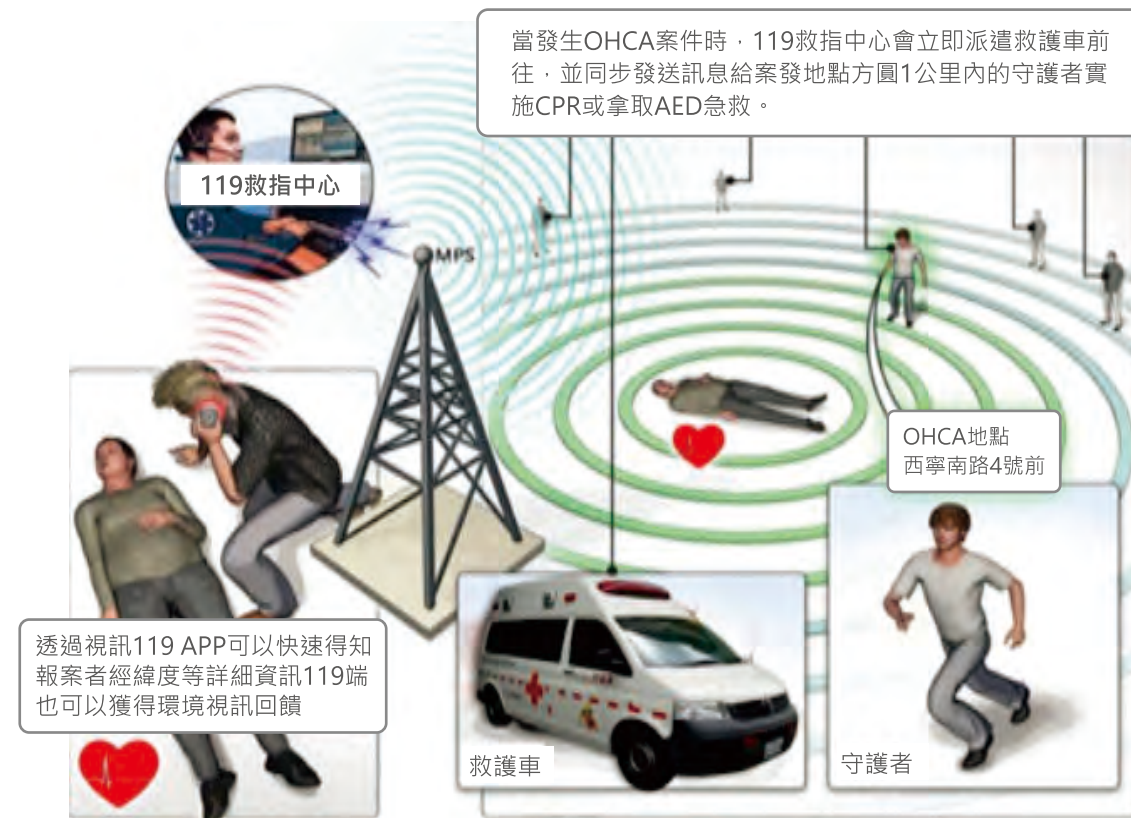 當發生OHCA案件時，119救指中心會立即派遣救護車前
往，並同步發送訊息給案發地點方圓1公里內的守護者實
施CPR或拿取AED急救。
119救指中心
MPS
OHCA地點
西寧南路4號前
透過視訊119 APP可以快速得知
報案者經緯度等詳細資訊119端
也可以獲得環境視訊回饋
救護車
守護者